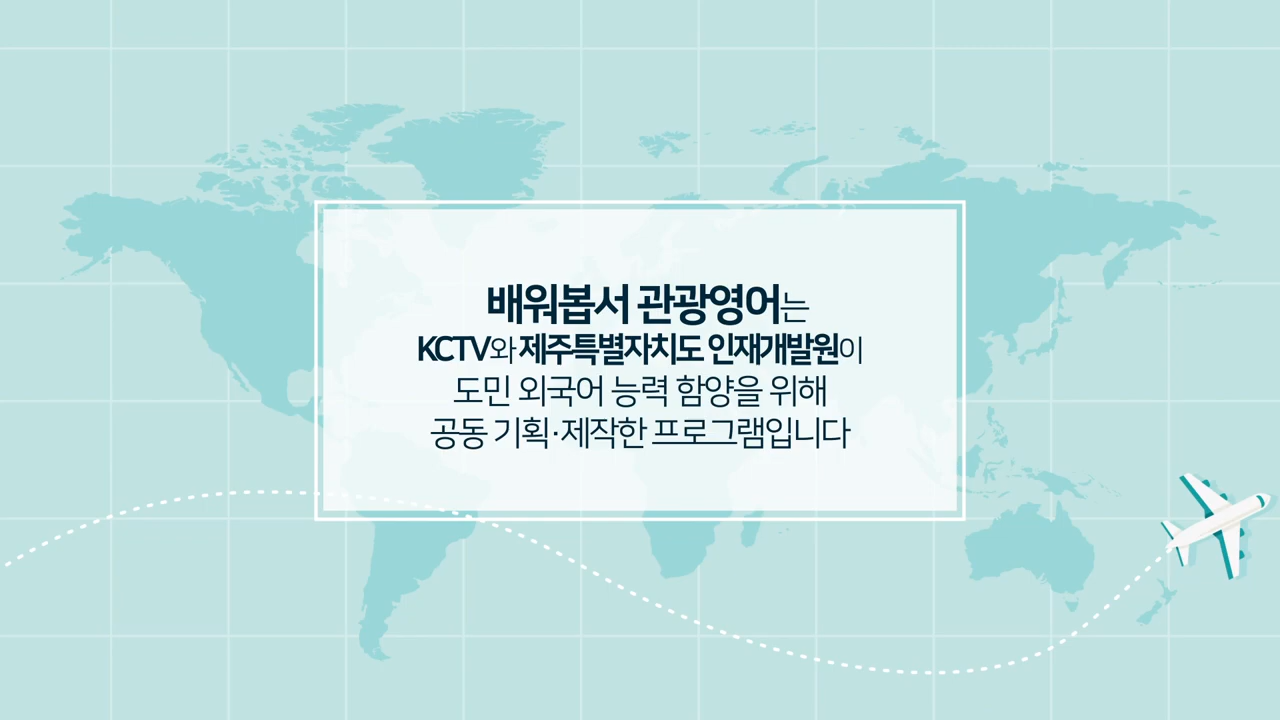 배워봅서 관광영어는
KCTV와 제주특별자치도 인재개발원이
도민 외국어 능력 함양을 위해
공동 기획·제작한 프로그램입니다